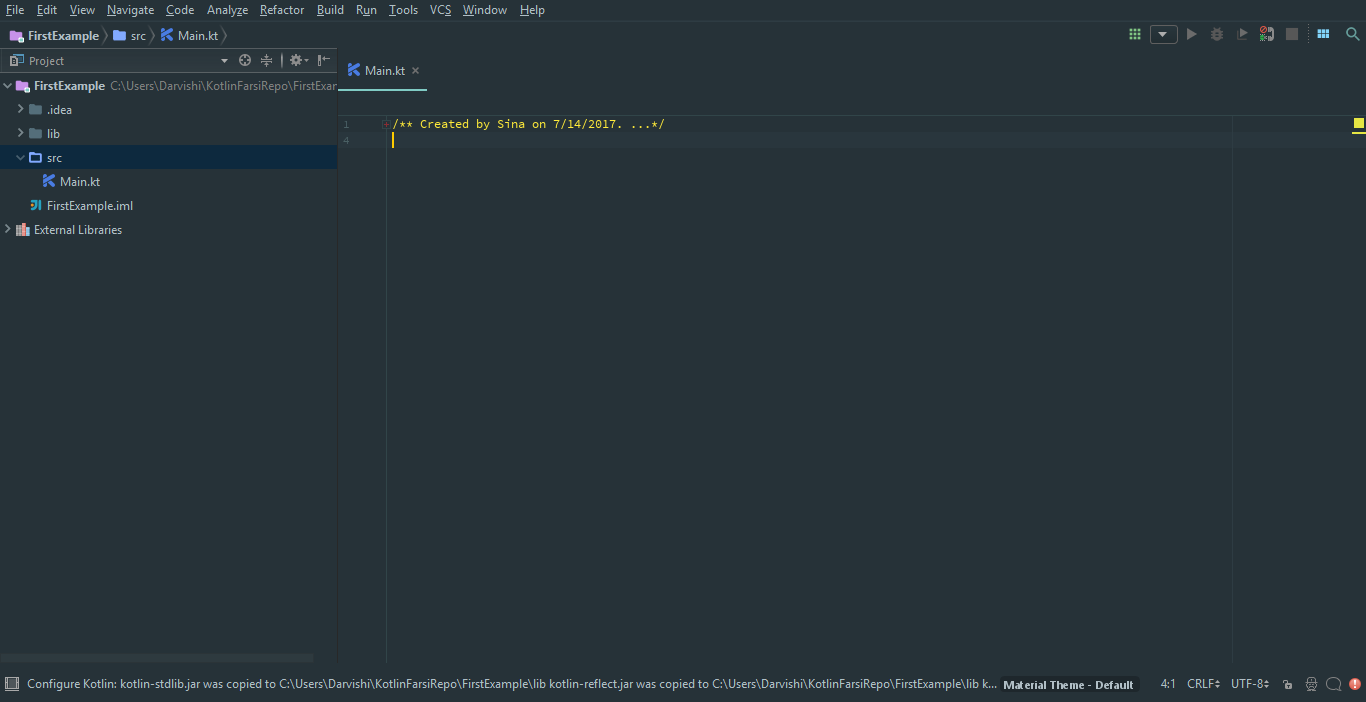 File Edit View Navigate Code Analyze Refactor Build Run Tools VCS Window Help
FirstExample src Main.kt
Project
Main.kt
FirstExample C:\Users\Darvishi\KotlinFarsiRepo\FirstExar
.idea
lib
src
Main.kt
FirstExample.iml
External Libraries
1 /** Created by Sina on 7/14/2017. ...*/
4
Configure Kotlin: kotlin-stdlib.jar was copied to C:\Users\Darvishi\KotlinFarsiRepo\FirstExample\lib kotlin-reflect.jar was copied to C:\Users\Darvishi\KotlinFarsiRepo\FirstExample\lib k... Material Theme - Default 4:1 CRLF UTF-8